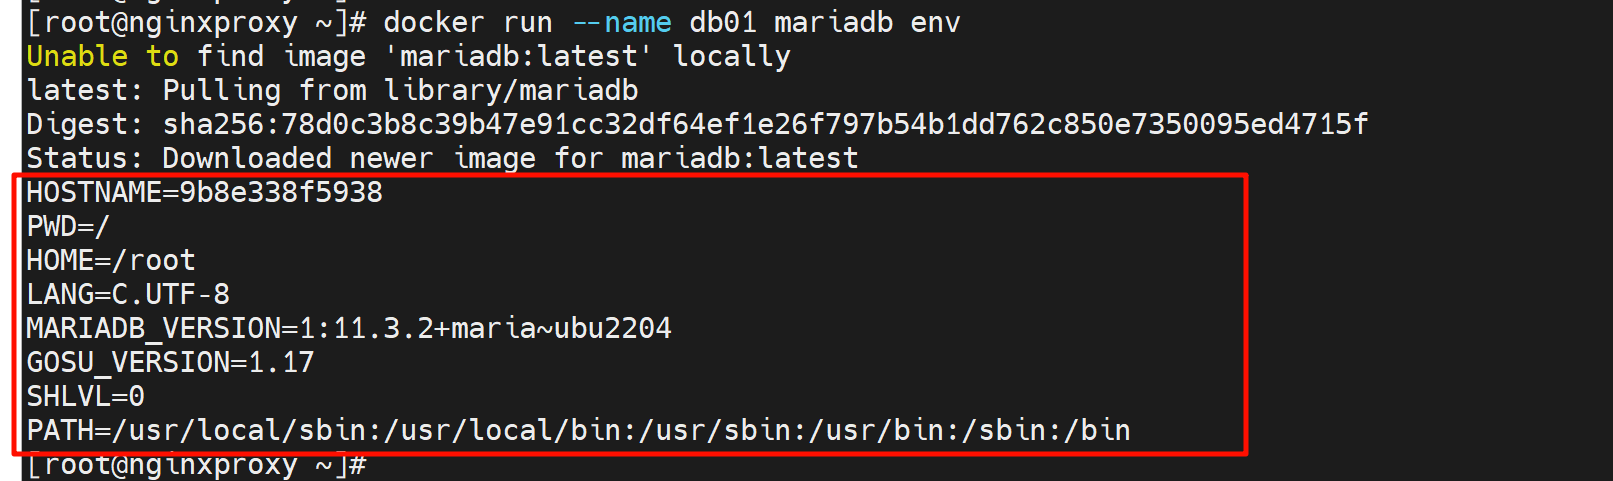 [root@nginxproxy ~]# docker run --name db01 mariadb env
Unable to find image 'mariadb:latest' locally
latest: Pulling from library/mariadb
Digest: sha256:78d0c3b8c39b47e91cc32df64ef1e26f797b54b1dd762c850e7350095ed4715f
Status: Downloaded newer image for mariadb:latest
HOSTNAME=9b8e338f5938
PWD=/
HOME=/root
LANG=C.UTF-8
MARIADB_VERSION=1:11.3.2+maria~ubu2204
GOSU_VERSION=1.17
SHLVL=0
PATH=/usr/local/sbin:/usr/local/bin:/usr/sbin:/usr/bin:/sbin:/bin
[root@nginxproxy ~]#